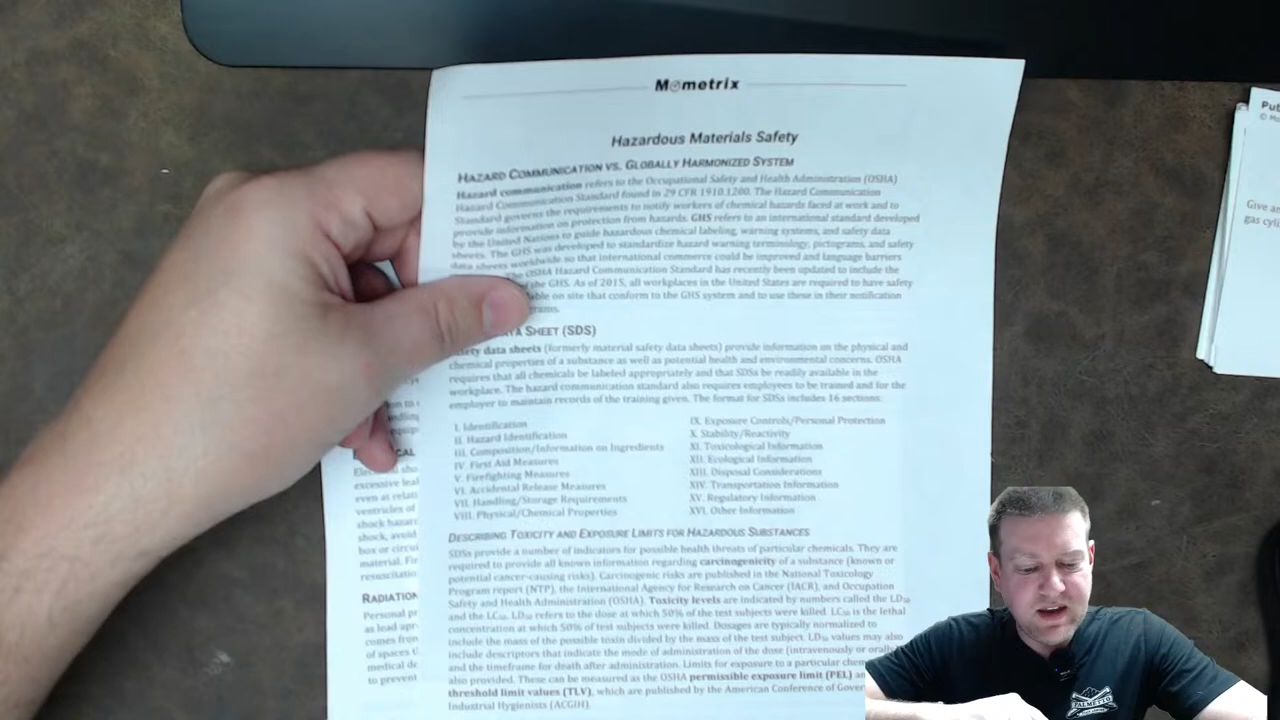 Mometrix
Hazardous Materials Safety
HAZARD COMMUNICATION VS. GLOBALLY HARMONIZED SYSTEM
Hazard communication refers to the Occupational Safety and Health Administration (OSHA)
Hazard Communication Standard found in 29 CFR 1910.1200. The Hazard Communication
Standard governs the requirements to notify workers of chemical hazards faced at work and to
provide information on protection from hazards. GHS refers to an international standard developed
by the United Nations to guide hazardous chemical labeling, warning systems, and safety data
sheets. The GHS was developed to standardize hazard warning terminology, pictograms, and safety
data sheets worldwide so that international commerce could be improved and language barriers
The OSHA Hazard Communication Standard has recently been updated to include the
of the GHS. As of 2015, all workplaces in the United States are required to have safety
on site that conform to the GHS system and to use these in their notification
SHEET (SDS)
data sheets (formerly material safety data sheets) provide information on the physical and
chemical properties of a substance as well as potential health and environmental concerns. OSHA
requires that all chemicals be labeled appropriately and that SDSs be readily available in the
workplace. The hazard communication standard also requires employees to be trained and for the
employer to maintain records of the training given. The format for SDSs includes 16 sections:
I. Identification
II. Hazard Identification
III. Composition/Information on Ingredients
IV. First Aid Measures
V. Firefighting Measures
VI. Accidental Release Measures
VII. Handling/Storage Requirements
VIII. Physical/Chemical Properties
IX. Exposure Controls/Personal Protection
X. Stability/Reactivity
XI. Toxicological Information
XII. Ecological Information
XIII. Disposal Considerations
XIV. Transportation Information
XV. Regulatory Information
XVI. Other Information
DESCRIBING TOXICITY AND EXPOSURE LIMITS FOR HAZARDOUS SUBSTANCES
SDSs provide a number of indicators for possible health threats of particular chemicals. They are
required to provide all known information regarding carcinogenicity of a substance (known or
potential cancer-causing risks). Carcinogenic risks are published in the National Toxicology
Program report (NTP), the International Agency for Research on Cancer (IACR), and Occupation
Safety and Health Administration (OSHA). Toxicity levels are indicated by numbers called the LD₅₀
and the LC₅₀. LD₅₀ refers to the dose at which 50% of the test subjects were killed. LC₅₀ is the lethal
concentration at which 50% of test subjects were killed. Dosages are typically normalized to
include the mass of the possible toxin divided by the mass of the test subject. LD₅₀ values may also
include descriptors that indicate the mode of administration of the dose (intravenously or orally
and the timeframe for death after administration. Limits for exposure to a particular chem
also provided. These can be measured as the OSHA permissible exposure limit (PEL) an
threshold limit values (TLV), which are published by the American Conference of Gover
Industrial Hygienists (ACGIH).
RADIATION
Personal pr
as lead apr
comes from
of spaces
medical de
to prevent
Give
gas
PALMETTO